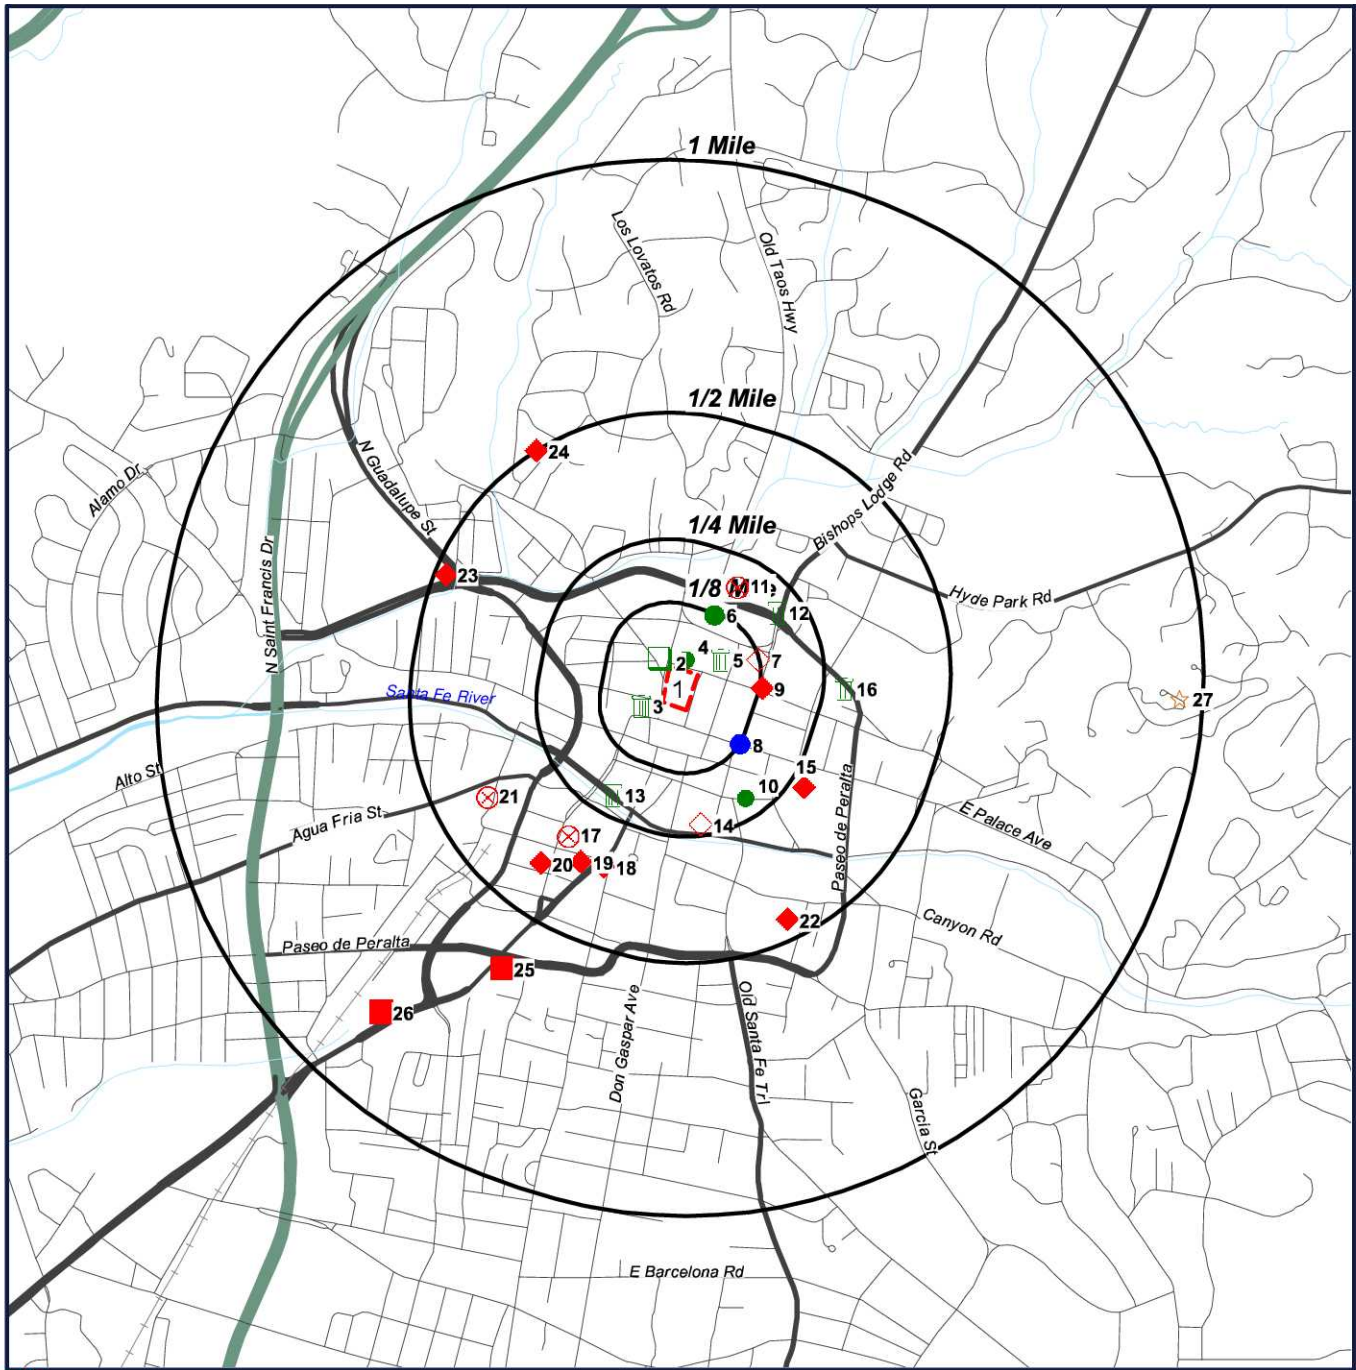 1 Mile
Los Lovatos Rd
Old Taos Hwy
1/2 Mile
N Guadalupe St
24
Alamo Dr
Bishops Lodge Rd
1/4 Mile
N Saint Francis Dr
23
1/8 M e
11
Hyde Park Rd
12
6
4
2
5
7
1
9
16
3
Santa Fe River
27
8
Alto St
15
10
13
21
Agua Fria St
14
17
E Palace Ave
Paseo de Peralta
20
19
18
22
Canyon Rd
Paseo de Peralta
25
26
Don Gaspar Ave
Old Santa Fe Trl
Garcia St
E Barcelona Rd